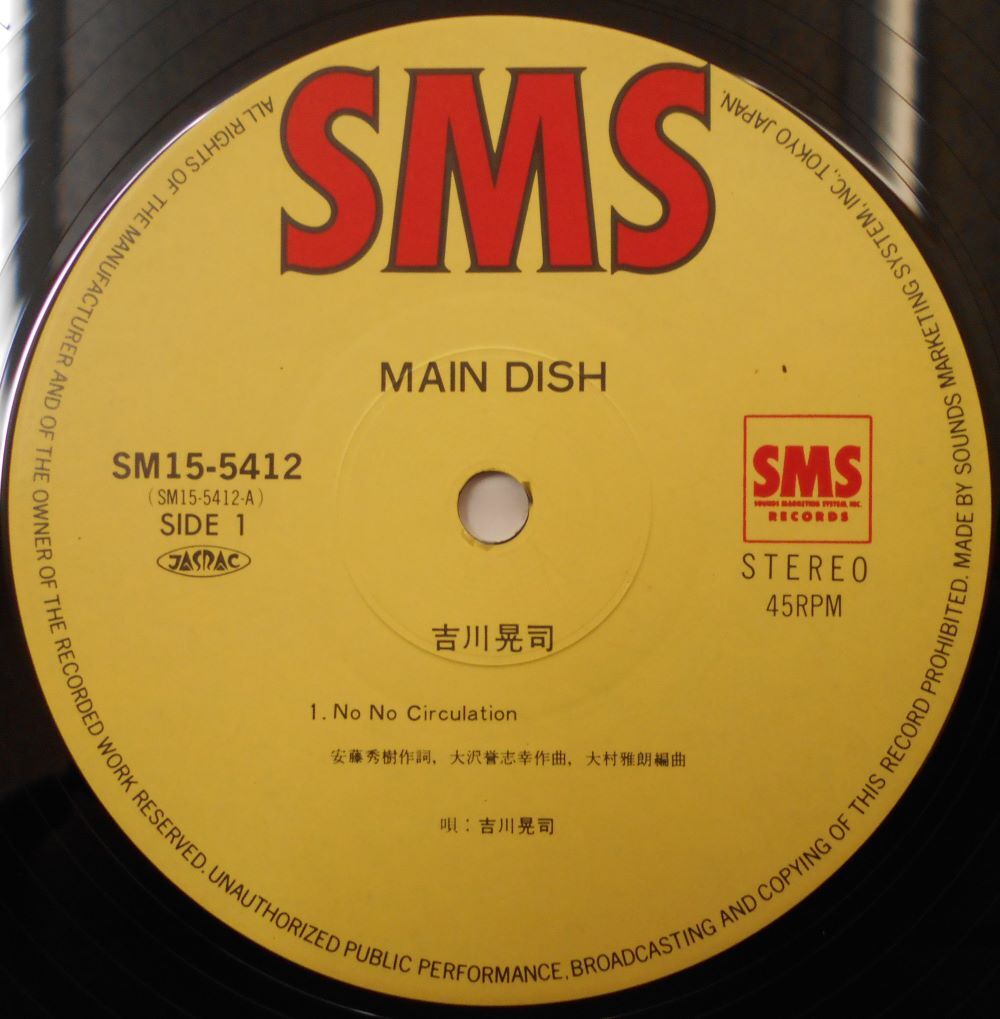 SMS
MAIN DISH
SM15-5412
(SM15-5412-A)
SIDE 1
JASRAC
SMS
SOUNDS MARKETING SYSTEM, INC.
RECORDS
STEREO
45RPM
吉川晃司
1. No No Circulation
安藤秀樹作詞, 大沢誉志幸作曲, 大村雅朗編曲
唄：吉川晃司
ALL RIGHTS OF THE MANUFACTURER AND OF THE OWNER OF THE RECORDED WORK RESERVED. UNAUTHORIZED PUBLIC PERFORMANCE, BROADCASTING AND COPYING OF THIS RECORD PROHIBITED. MADE BY SOUNDS MARKETING SYSTEM, INC., TOKYO JAPAN.